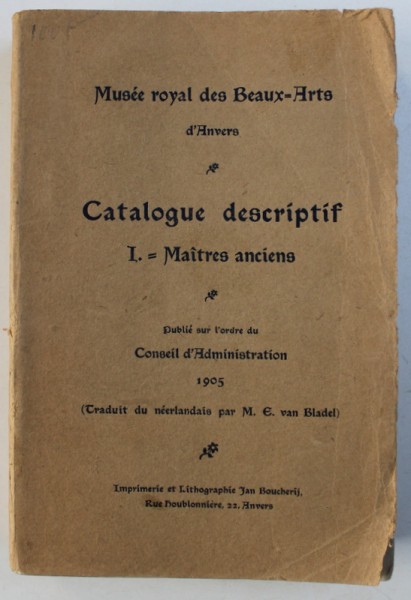 1905
Musée royal des Beaux=Arts
d'Anvers
Catalogue descriptif
I. = Maîtres anciens
Publié sur l'ordre du
Conseil d'Administration
1905
(Traduit du néerlandais par M. E. van Bladel)
Imprimerie et Lithographie Jan Boucherij,
Rue Houblonnière, 22, Anvers